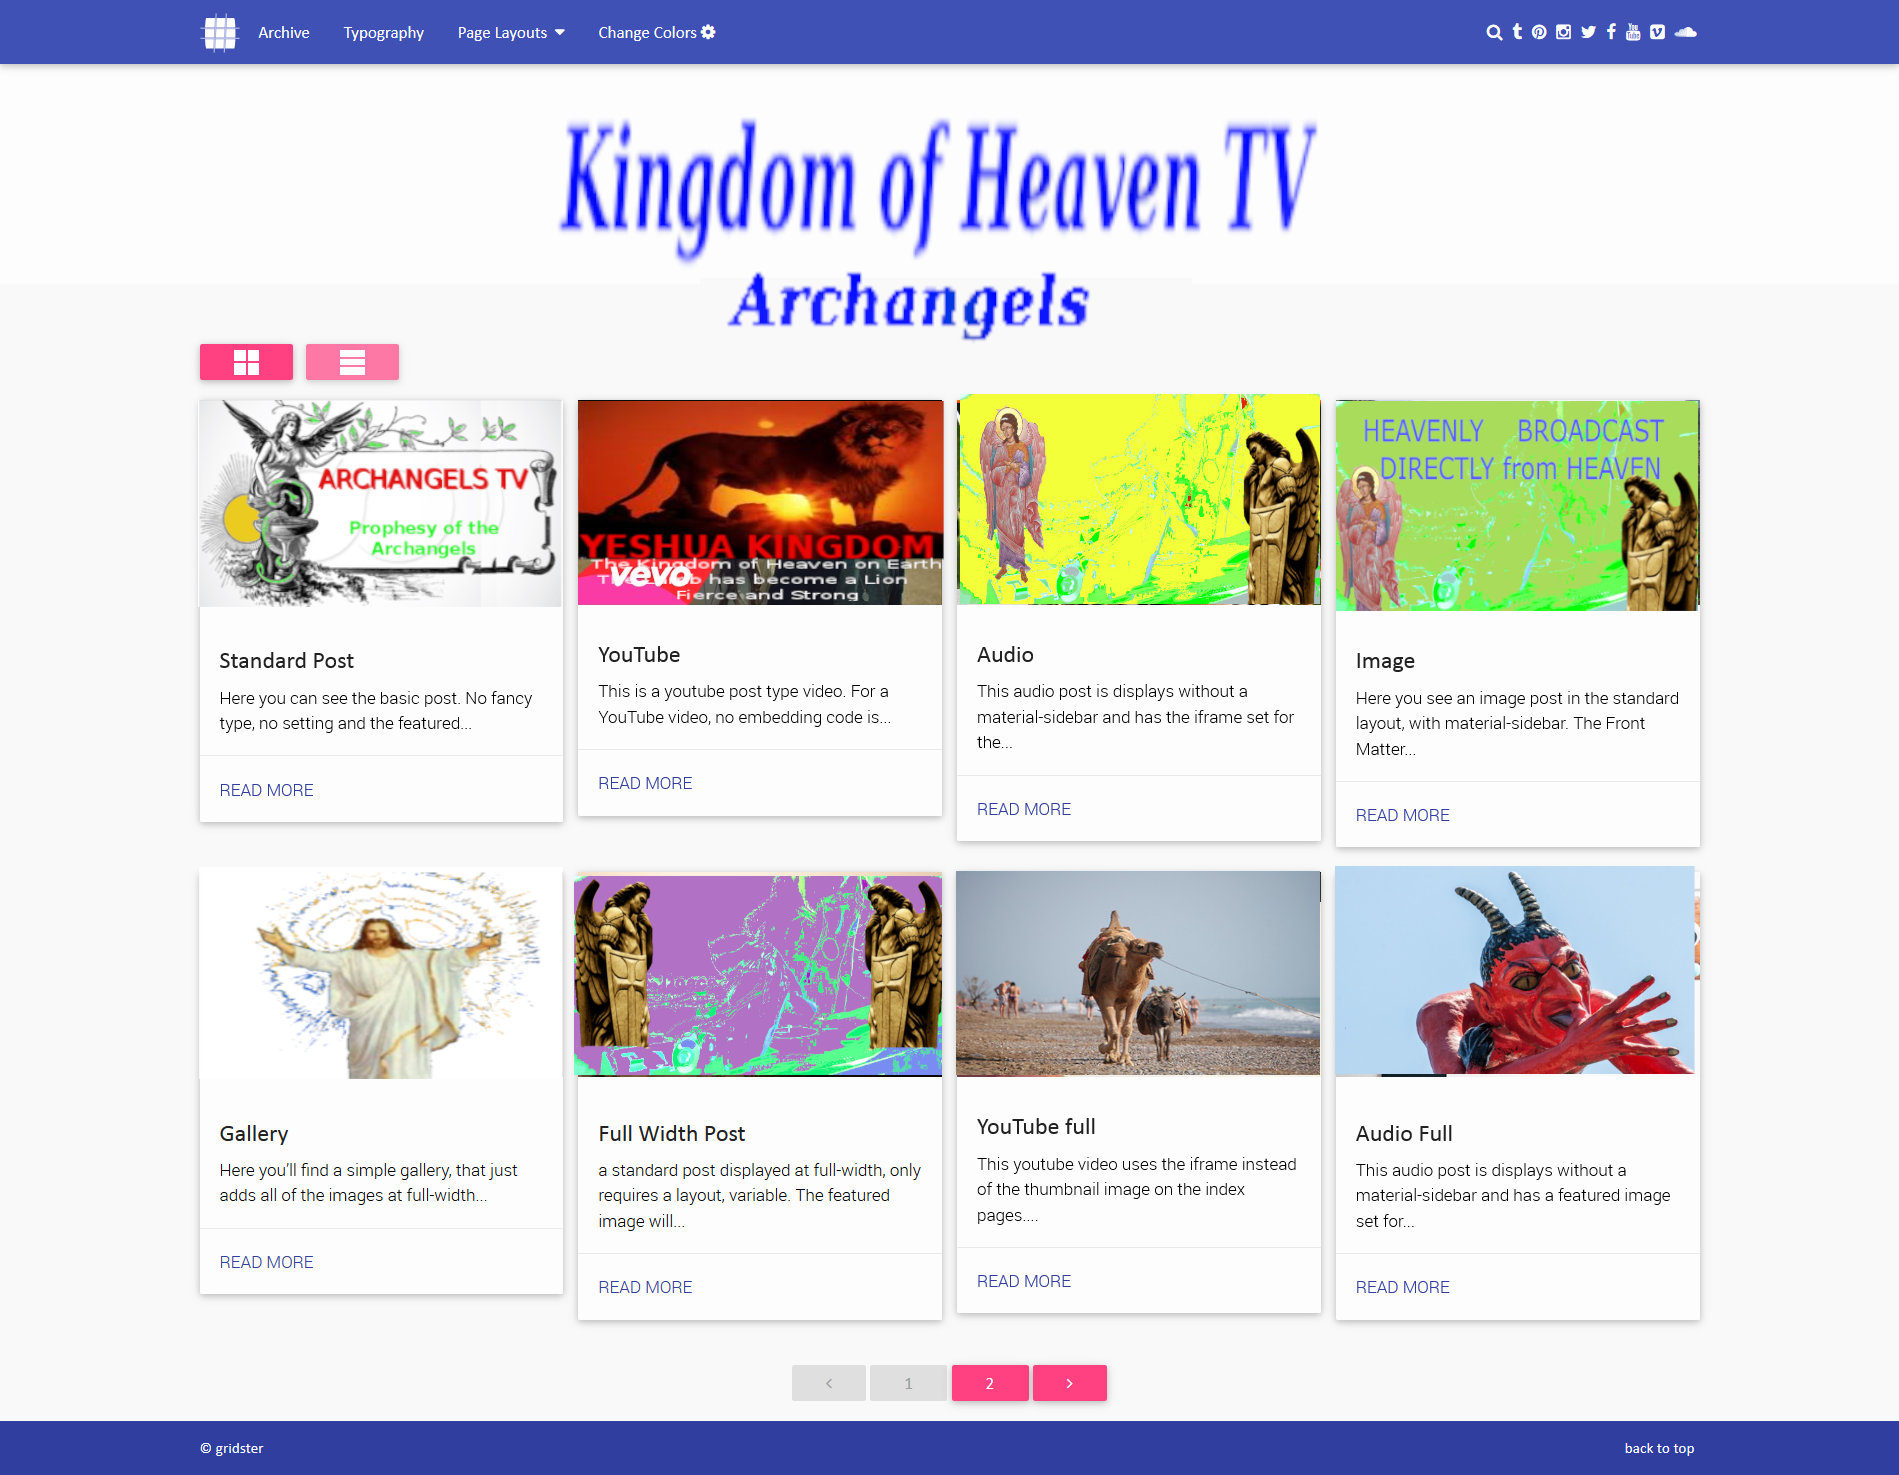 Archive
Typography
Page Layouts
Change Colors
Kingdom of Heaven TV
Archangels
ARCHANGELS TV
Prophesy of the
Archangels
YESHUA KINGDOM
The Kingdom of Heaven on Earth
has become a Lion
vevo
Fierce and Strong
HEAVENLY BROADCAST
DIRECTLY from HEAVEN
Standard Post
Here you can see the basic post. No fancy
type, no setting and the featured...
READ MORE
YouTube
This is a youtube post type video. For a
YouTube video, no embedding code is...
READ MORE
Audio
This audio post is displays without a
material-sidebar and has the iframe set for
the...
READ MORE
Image
Here you see an image post in the standard
layout, with material-sidebar. The Front
Matter...
READ MORE
Gallery
Here you'll find a simple gallery, that just
adds all of the images at full-width...
READ MORE
Full Width Post
a standard post displayed at full-width, only
requires a layout, variable. The featured
image will...
READ MORE
YouTube full
This youtube video uses the iframe instead
of the thumbnail image on the index
pages....
READ MORE
Audio Full
This audio post is displays without a
material-sidebar and has a featured image
set for...
READ MORE
< 1 2 >
© gridster
back to top